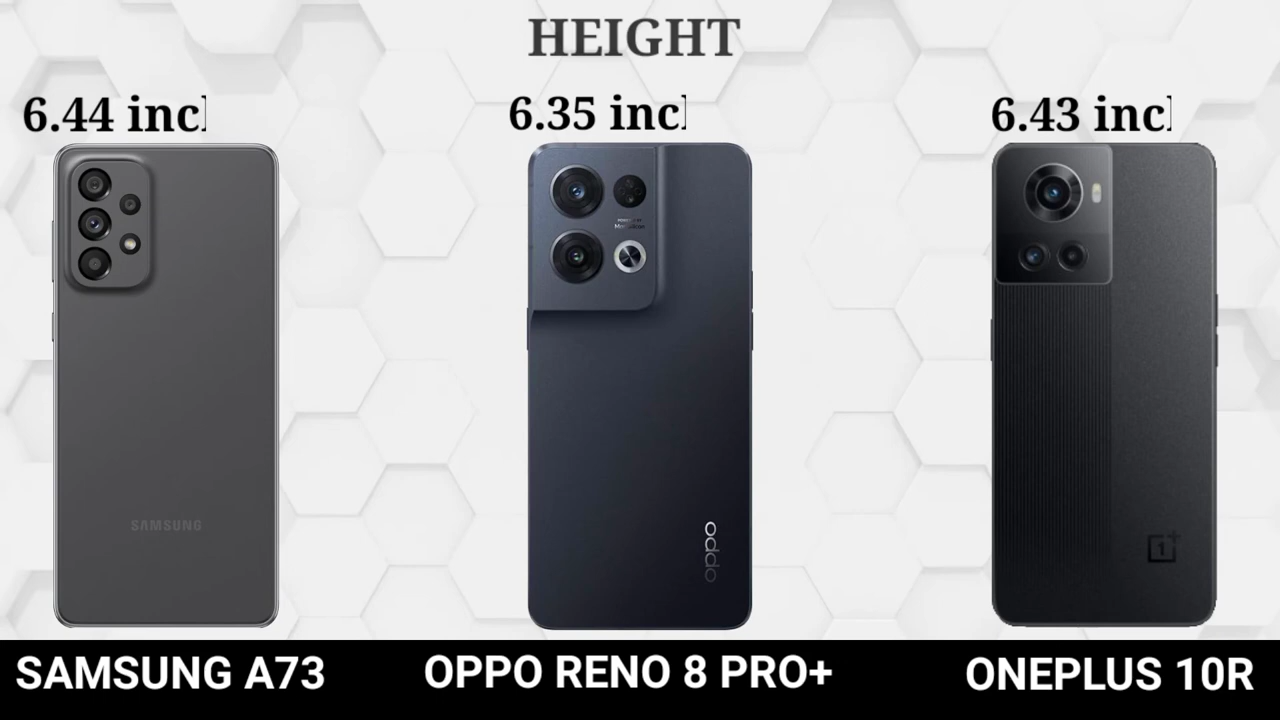 HEIGHT
6.44 inc
6.35 inc
6.43 inc
SAMSUNG
oppo
1+
SAMSUNG A73
OPPO RENO 8 PRO+
ONEPLUS 10R